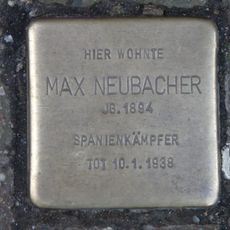 HIER WOHNTE
MAX NEUBACHER
JG. 1894
SPANIENKÄMPFER
TOT 10.1.1938